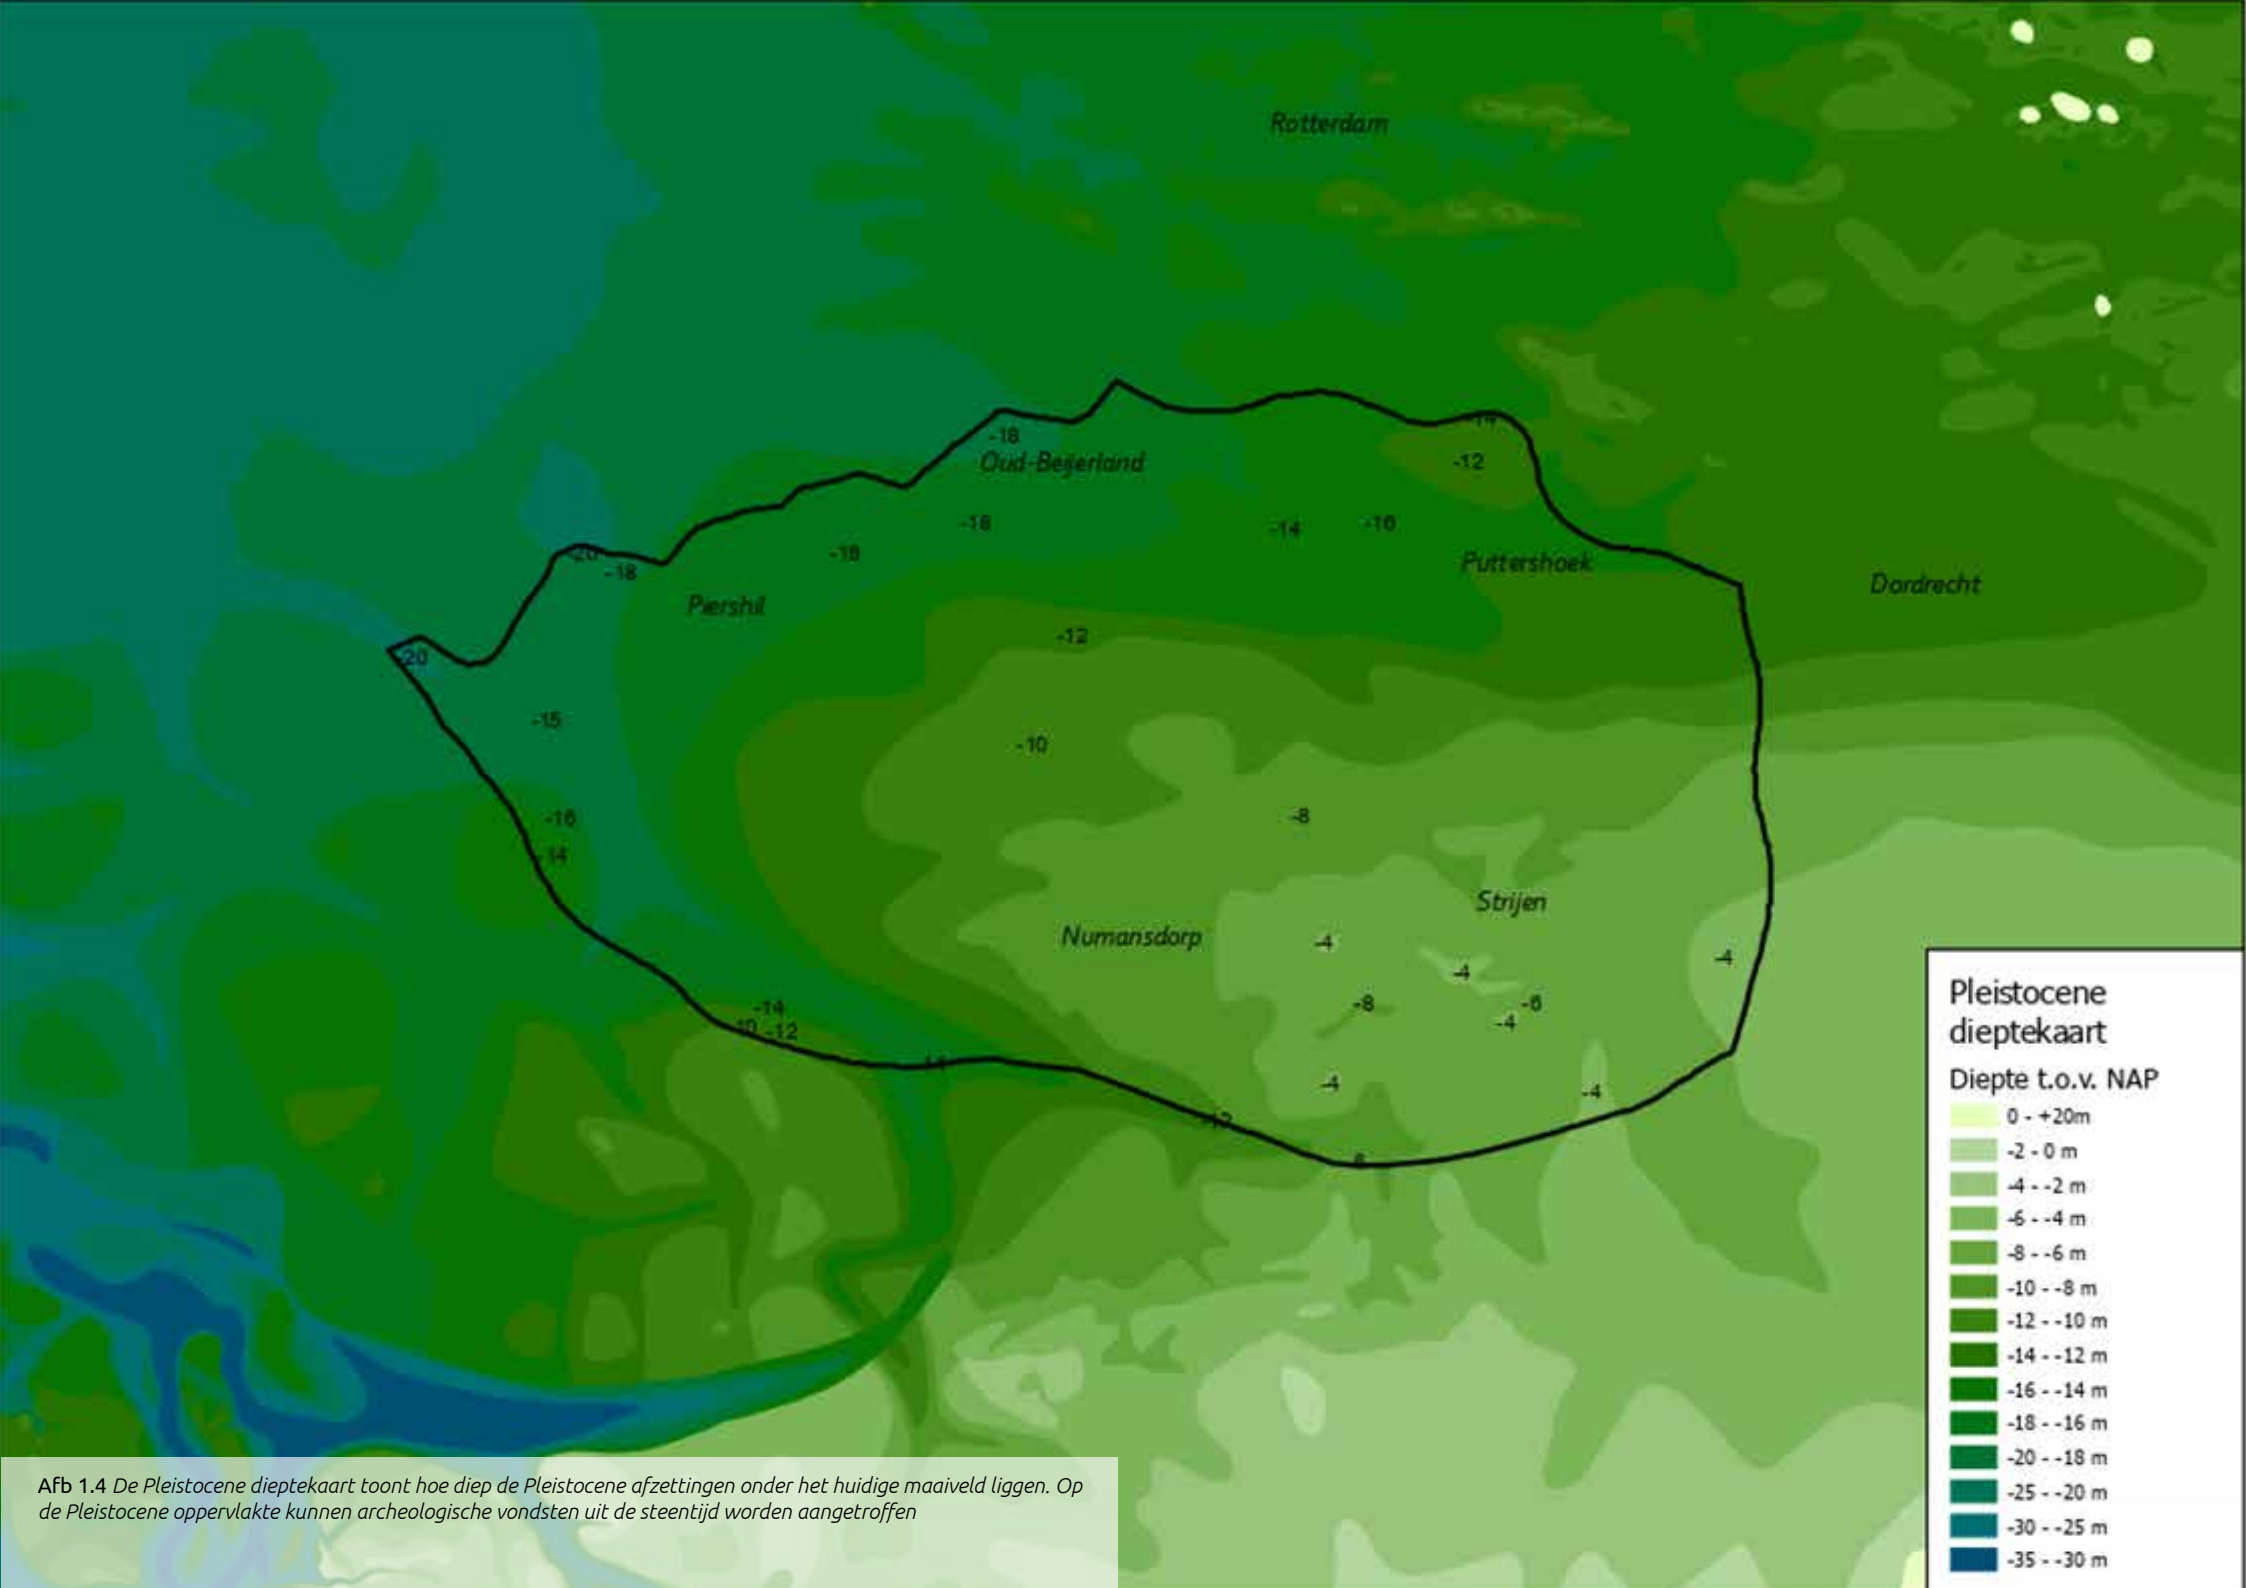 Rotterdam
-18
Oud-Beijerland
-14
-12
-18
-14
-16
-20
-18
-16
Puttershoek
Dordrecht
Piershil
-12
-20
-15
-10
-16
-8
-14
Strijen
Numansdorp
-4
-4
-4
-8
-6
-4
-14
-12
-4
-4
-12
Pleistocene
dieptekaart
Diepte t.o.v. NAP
0 - +20m
-2 - 0 m
-4 - -2 m
-6 - -4 m
-8 - -6 m
-10 - -8 m
-12 - -10 m
-14 - -12 m
-16 - -14 m
-18 - -16 m
-20 - -18 m
-25 - -20 m
-30 - -25 m
-35 - -30 m
Afb 1.4 De Pleistocene dieptekaart toont hoe diep de Pleistocene afzettingen onder het huidige maaiveld liggen. Op
de Pleistocene oppervlakte kunnen archeologische vondsten uit de steentijd worden aangetroffen